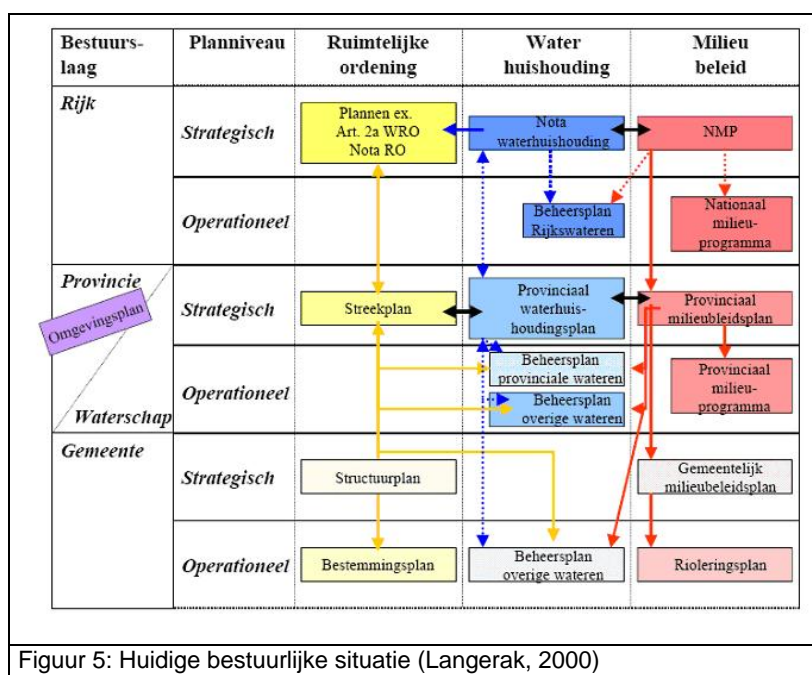 Bestuurs-
laag
Planniveau
Ruimtelijke
ordening
Water
huishouding
Milieu
beleid
Rijk
Strategisch
Plannen ex.
Art. 2a WRO
Nota RO
Nota
waterhuishouding
NMP
Operationeel
Beheersplan
Rijkswateren
Nationaal
milieu-
programma
Provincie
Omgevingsplan
Strategisch
Streekplan
Provinciaal
waterhuis-
houdingsplan
Provinciaal
milieubleidsplan
Waterschap
Operationeel
Beheersplan
provinciale wateren
Beheersplan
overige wateren
Provinciaal
milieu-
programma
Gemeente
Strategisch
Structuurplan
Gemeentelijk
milieubeleidsplan
Operationeel
Bestemmingsplan
Beheersplan
overige wateren
Rioleringsplan
Figuur 5: Huidige bestuurlijke situatie (Langerak, 2000)